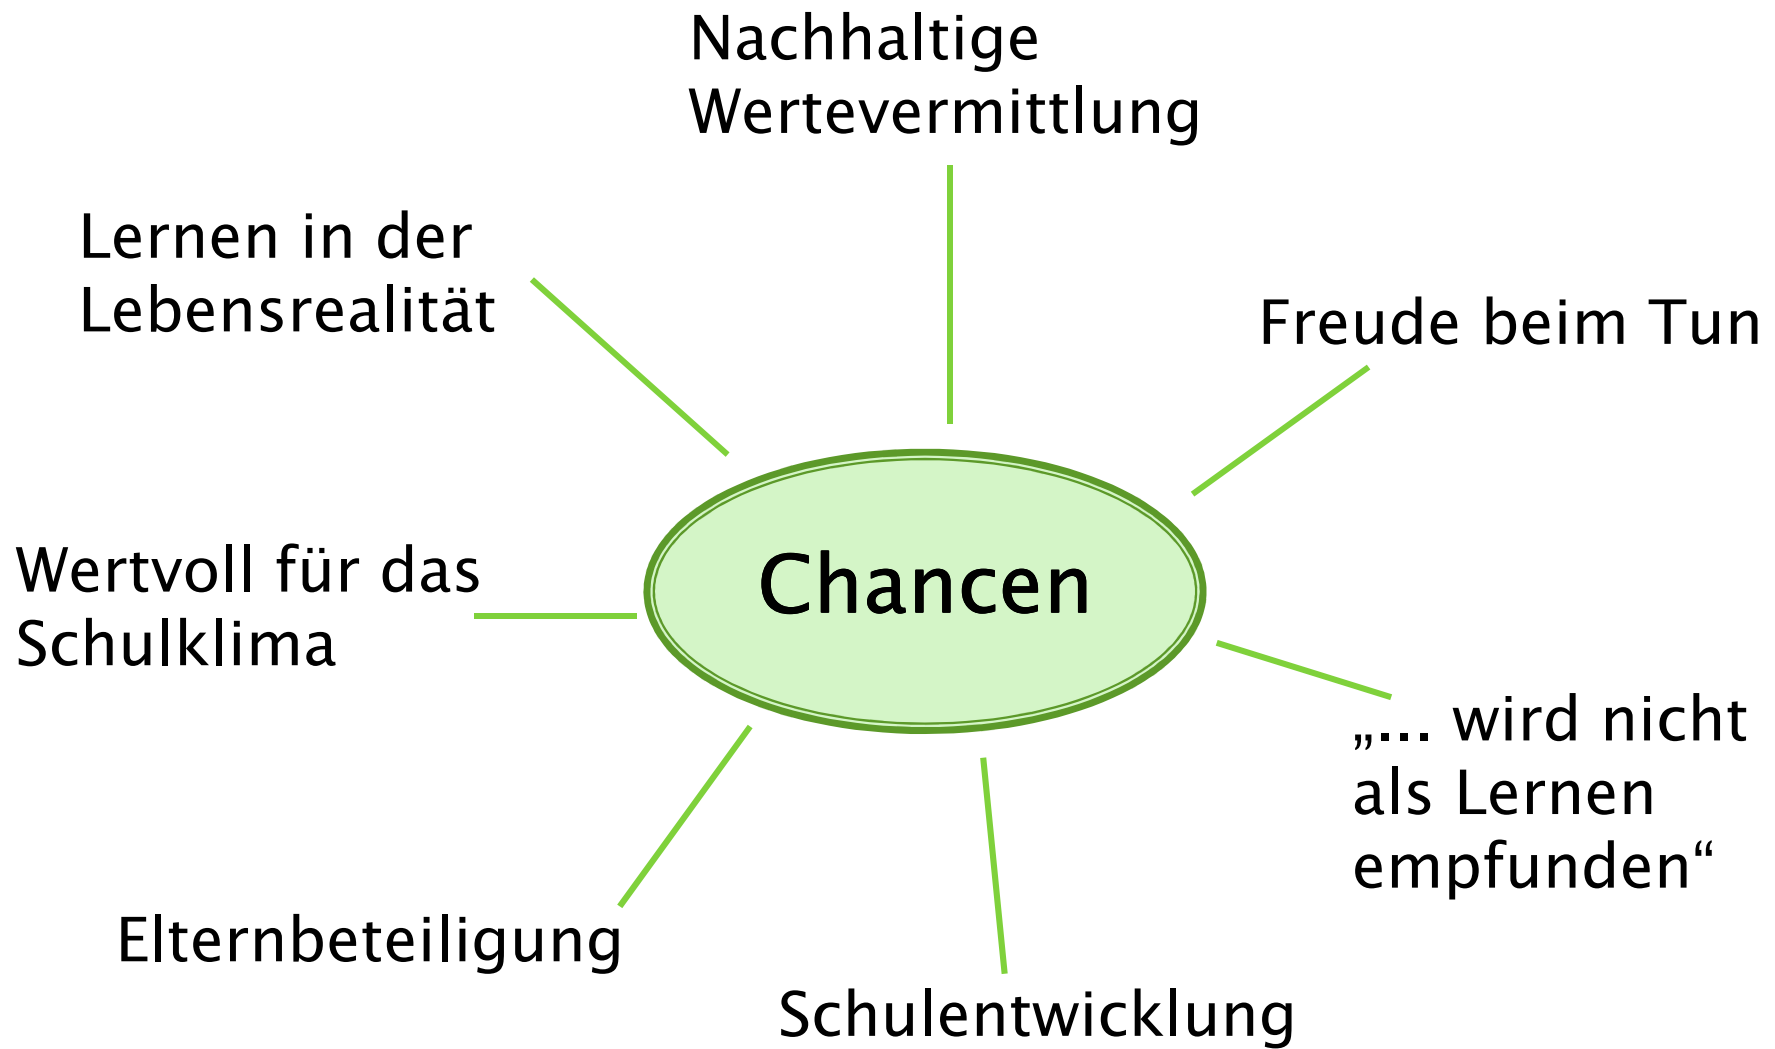 Nachhaltige
Wertevermittlung
Lernen in der
Lebensrealität
Freude beim Tun
Wertvoll für das
Schulklima
Chancen
„... wird nicht
als Lernen
empfunden“
Elternbeteiligung
Schulentwicklung